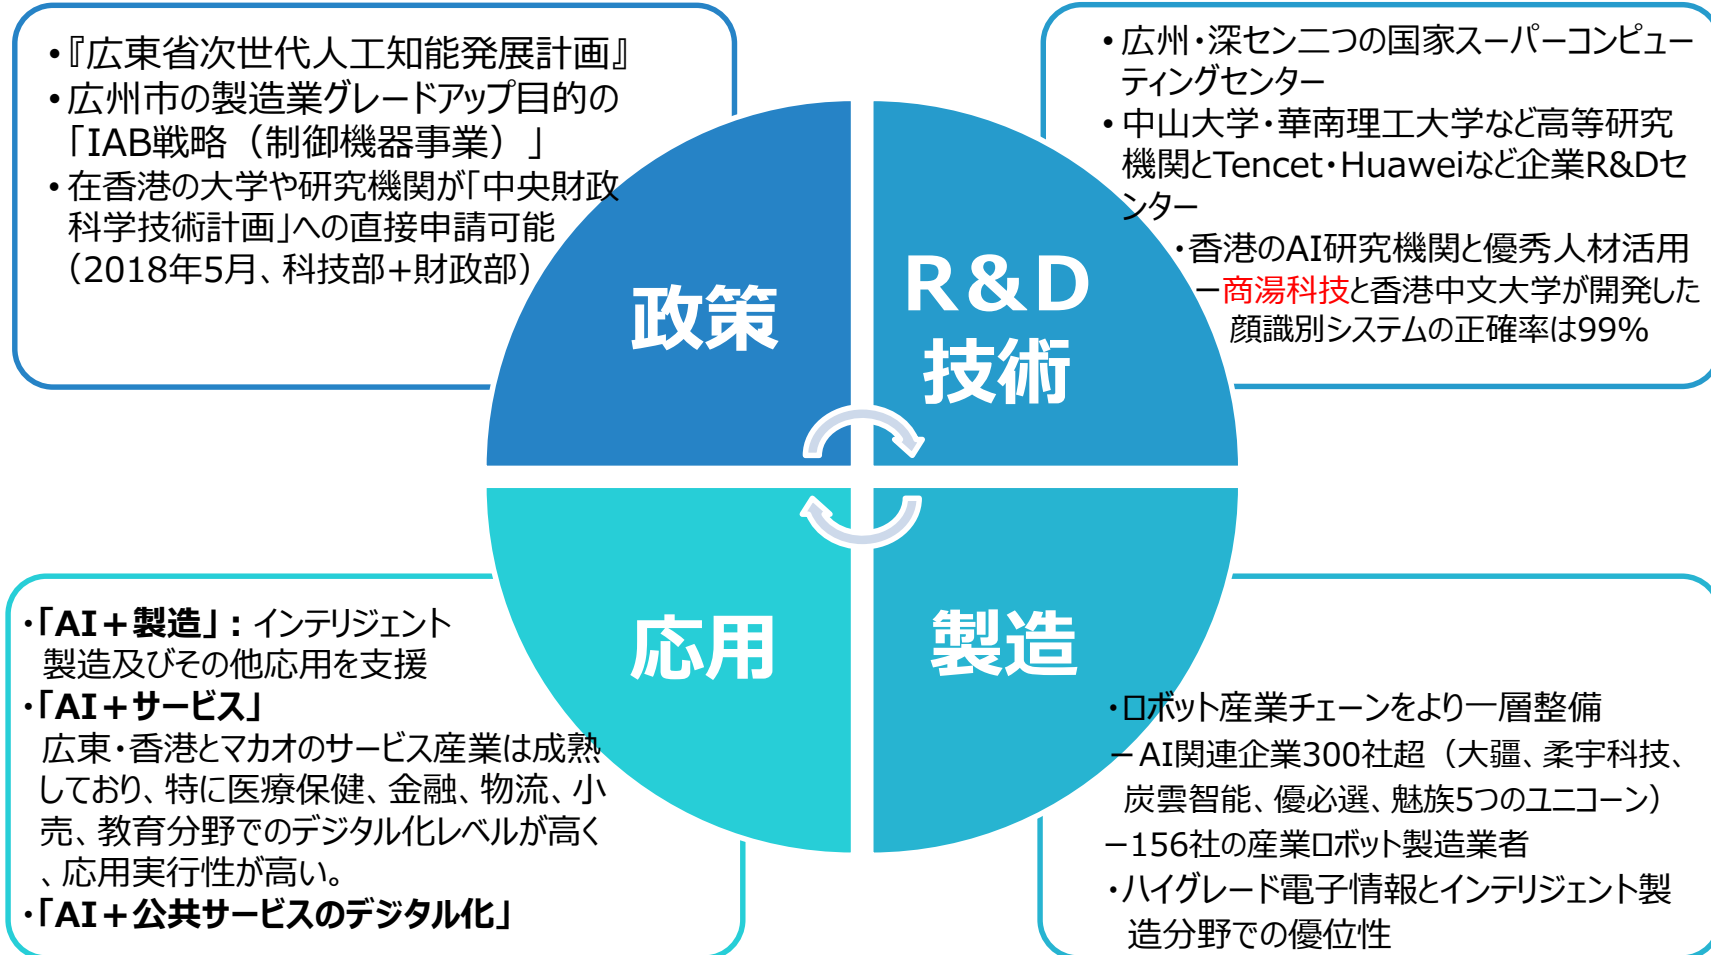 •『広東省次世代人工知能発展計画』
•広州市の製造業グレードアップ目的の
「IAB戦略（制御機器事業）」
•在香港の大学や研究機関が「中央財政
科学技術計画」への直接申請可能
（2018年5月、科技部+財政部）
政策
•広州・深セン二つの国家スーパーコンピュー
ティングセンター
•中山大学・華南理工大学など高等研究
機関とTencet・Huaweiなど企業R&Dセ
ンター
・香港のAI研究機関と優秀人材活用
ー商湯科技と香港中文大学が開発した
顔識別システムの正確率は99%
R&D
技術
・「AI＋製造」：インテリジェント
製造及びその他応用を支援
・「AI＋サービス」
広東・香港とマカオのサービス産業は成熟
しており、特に医療保健、金融、物流、小
売、教育分野でのデジタル化レベルが高く
、応用実行性が高い。
・「AI＋公共サービスのデジタル化」
応用
製造
・ロボット産業チェーンをより一層整備
ーAI関連企業300社超（大疆、柔宇科技、
炭雲智能、優必選、魅族5つのユニコーン）
ー156社の産業ロボット製造業者
・ハイグレード電子情報とインテリジェント製
造分野での優位性